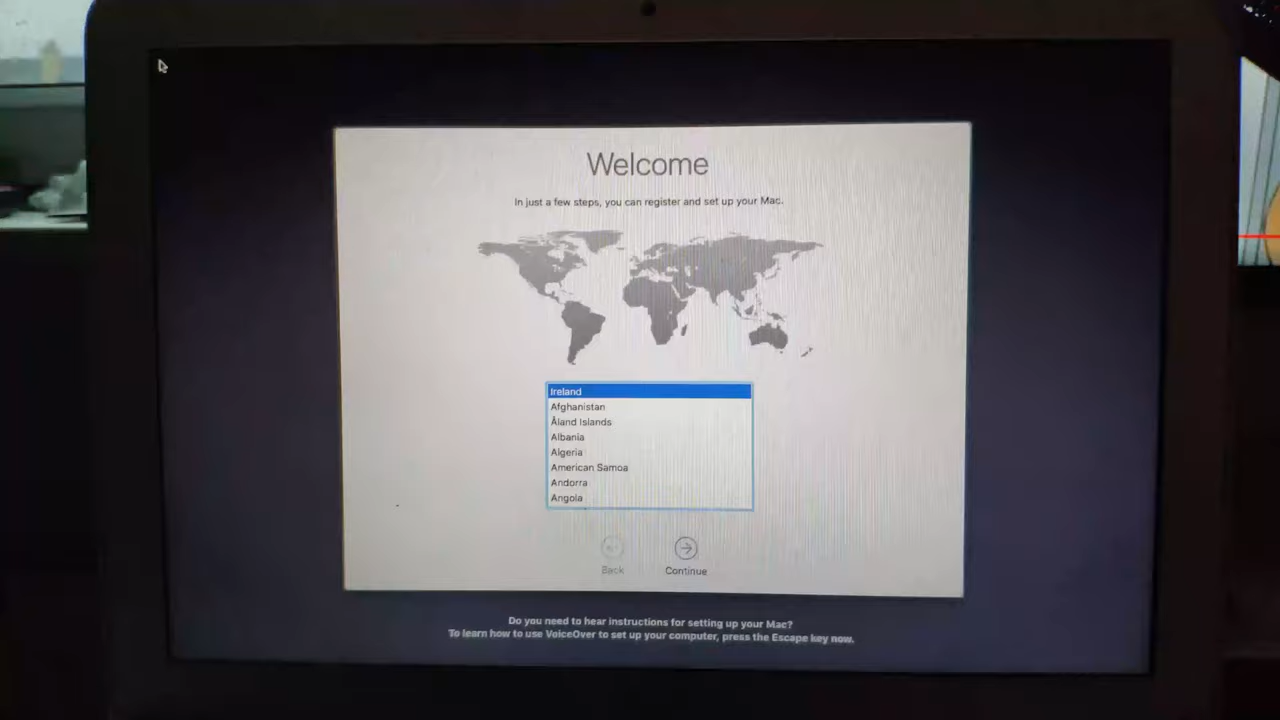 Welcome
In just a few steps, you can register and set up your Mac.
Ireland
Afghanistan
Åland Islands
Albania
Algeria
American Samoa
Andorra
Angola
Back
Continue
Do you need to hear instructions for setting up your Mac?
To learn how to use VoiceOver to set up your computer, press the Escape key now.